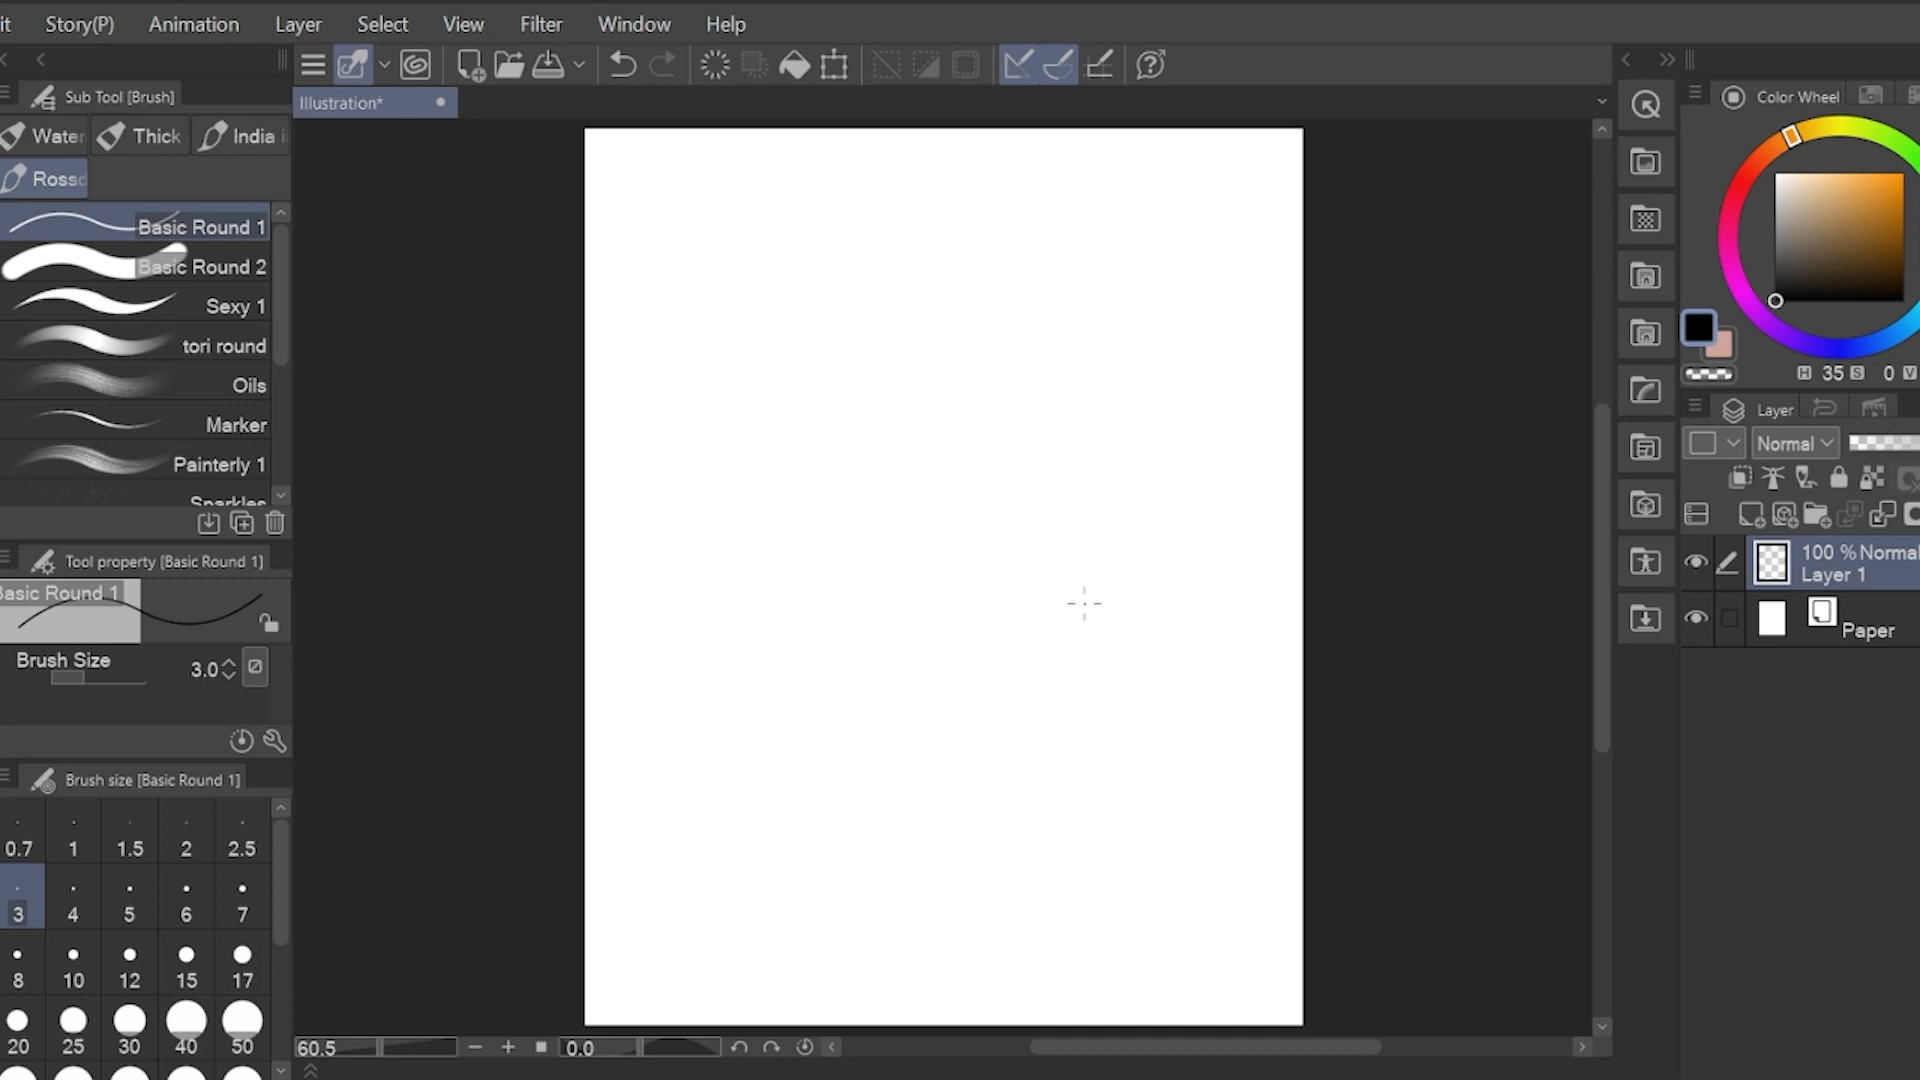 it Story(P) Animation Layer Select View Filter Window Help
Sub Tool [Brush]
Illustration*
Color Wheel
Water Thick India
Basic Round 1
Basic Round 2
Sexy 1
tori round
Oils
Marker
Painterly 1
Sparkles
H 35 S 0 V
Layer
Normal
100 % Normal
Layer 1
Paper
Tool property [Basic Round 1]
Basic Round 1
Brush Size 3.0
Brush size [Basic Round 1]
0.7 1 1.5 2 2.5
3 4 5 6 7
8 10 12 15 17
20 25 30 40 50
60.5 0.0